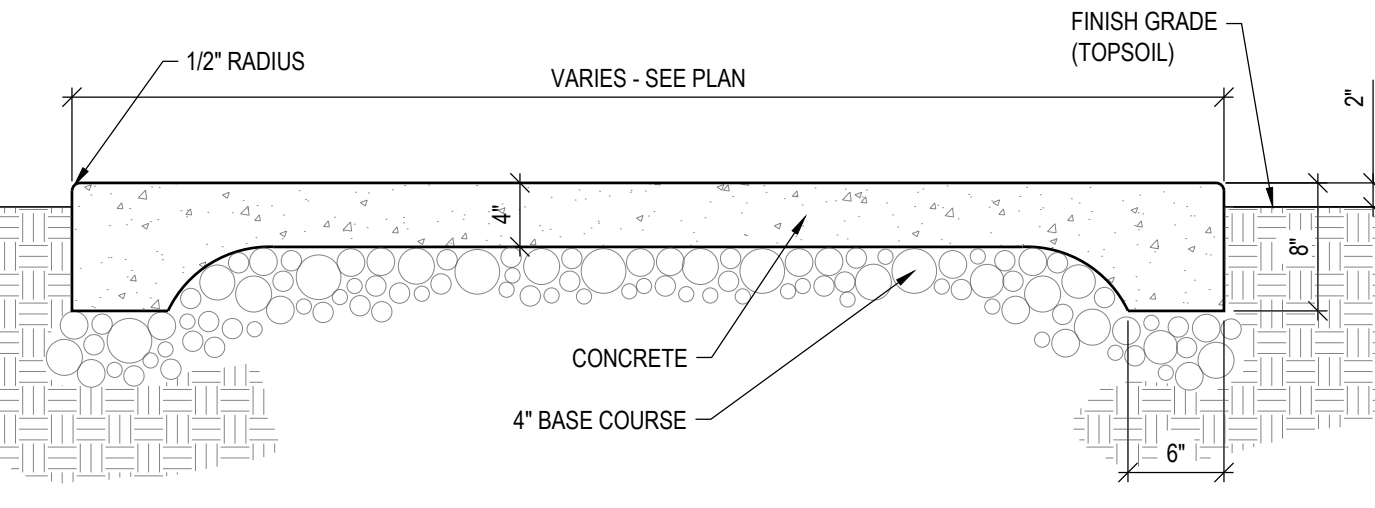 FINISH GRADE
(TOPSOIL)
1/2" RADIUS
VARIES - SEE PLAN
2"
4"
8"
CONCRETE
4" BASE COURSE
6"